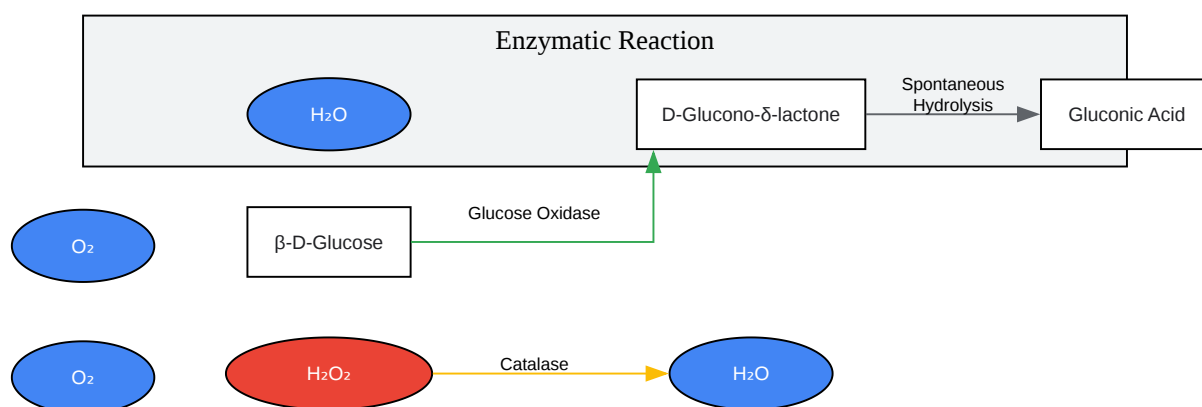 Enzymatic Reaction
H₂O
D-Glucono-δ-lactone
Spontaneous
Hydrolysis
Gluconic Acid
O₂
β-D-Glucose
Glucose Oxidase
O₂
H₂O₂
Catalase
H₂O